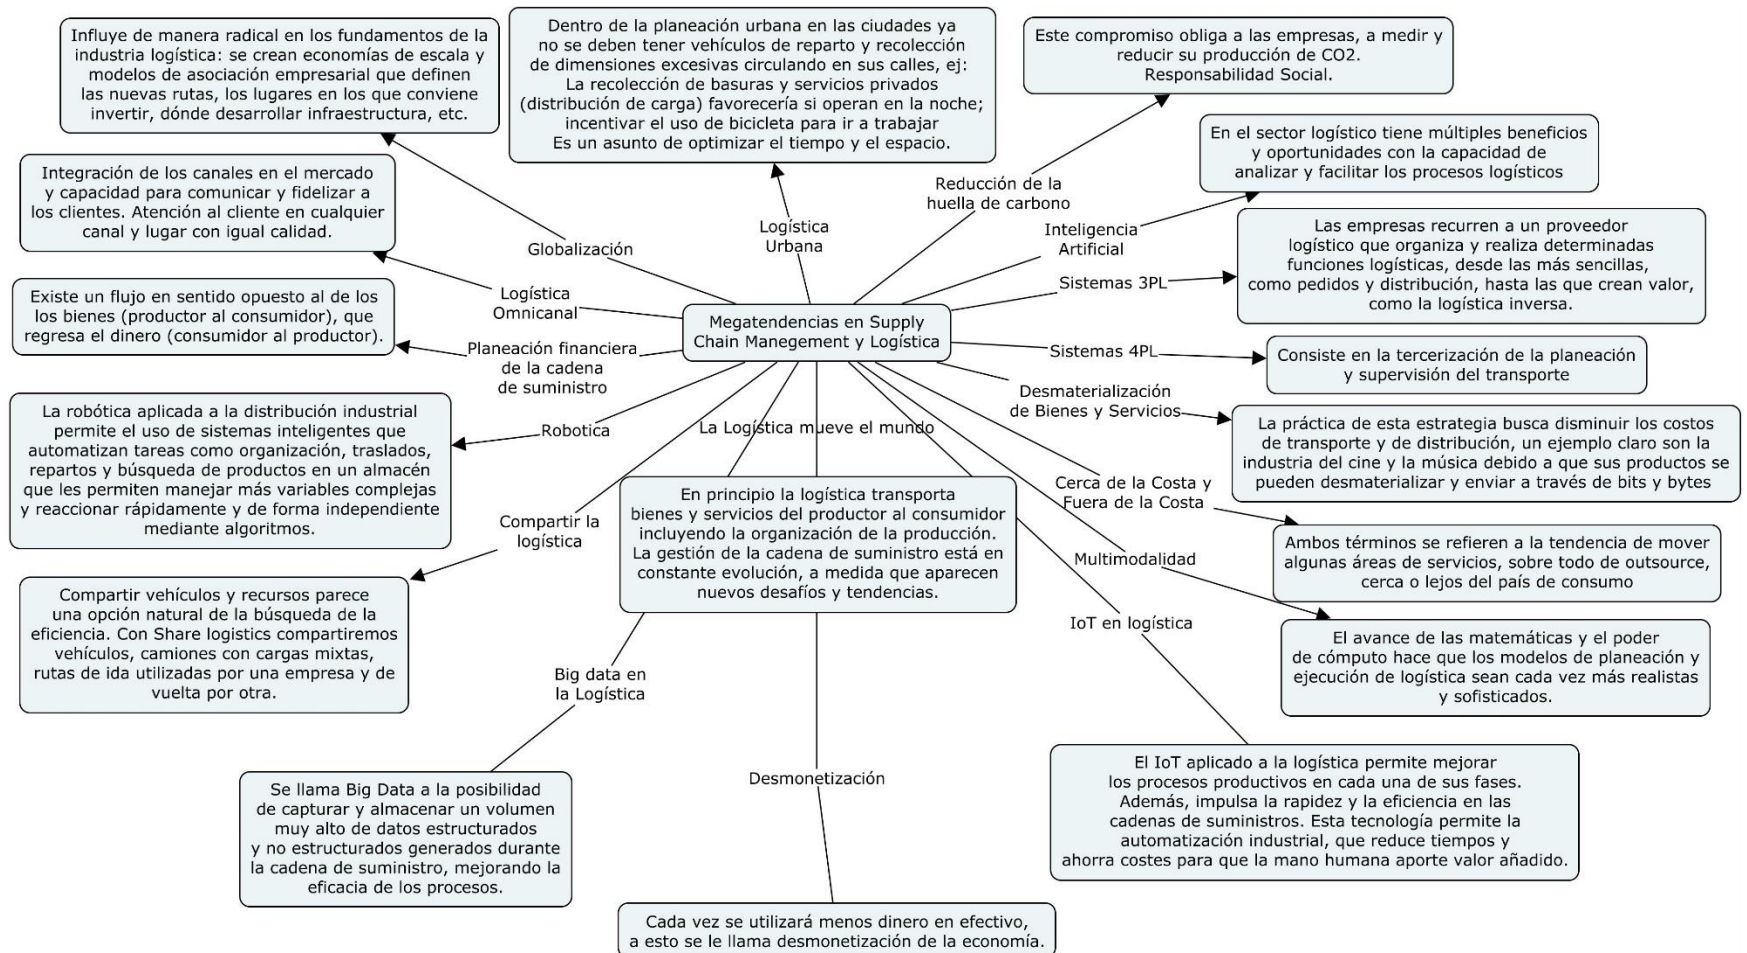 Influye de manera radical en los fundamentos de la
industria logística: se crean economías de escala y
modelos de asociación empresarial que definen
las nuevas rutas, los lugares en los que conviene
invertir, dónde desarrollar infraestructura, etc.
Dentro de la planeación urbana en las ciudades ya
no se deben tener vehículos de reparto y recolección
de dimensiones excesivas circulando en sus calles, ej:
La recolección de basuras y servicios privados
(distribución de carga) favorecería si operan en la noche;
incentivar el uso de bicicleta para ir a trabajar
Es un asunto de optimizar el tiempo y el espacio.
Este compromiso obliga a las empresas, a medir y
reducir su producción de CO2.
Responsabilidad Social.
En el sector logístico tiene múltiples beneficios
y oportunidades con la capacidad de
analizar y facilitar los procesos logísticos
Integración de los canales en el mercado
y capacidad para comunicar y fidelizar a
los clientes. Atención al cliente en cualquier
canal y lugar con igual calidad.
Reducción de la
huella de carbono
Logística
Urbana
Globalización
Inteligencia
Artificial
Las empresas recurren a un proveedor
logístico que organiza y realiza determinadas
funciones logísticas, desde las más sencillas,
como pedidos y distribución, hasta las que crean valor,
como la logística inversa.
Sistemas 3PL
Existe un flujo en sentido opuesto al de los
los bienes (productor al consumidor), que
regresa el dinero (consumidor al productor).
Logística
Omnicanal
Megatendencias en Supply
Chain Manegement y Logística
Planeación financiera
de la cadena
de suministro
Sistemas 4PL
Consiste en la tercerización de la planeación
y supervisión del transporte
Desmaterialización
de Bienes y Servicios
La robótica aplicada a la distribución industrial
permite el uso de sistemas inteligentes que
automatizan tareas como organización, traslados,
repartos y búsqueda de productos en un almacén
que les permiten manejar más variables complejas
y reaccionar rápidamente y de forma independiente
mediante algoritmos.
Robotica
La Logística mueve el mundo
La práctica de esta estrategia busca disminuir los costos
de transporte y de distribución, un ejemplo claro son la
industria del cine y la música debido a que sus productos se
pueden desmaterializar y enviar a través de bits y bytes
Cerca de la Costa y
Fuera de la Costa
En principio la logística transporta
bienes y servicios del productor al consumidor
incluyendo la organización de la producción.
La gestión de la cadena de suministro está en
constante evolución, a medida que aparecen
nuevos desafíos y tendencias.
Compartir la
logística
Ambos términos se refieren a la tendencia de mover
algunas áreas de servicios, sobre todo de outsource,
cerca o lejos del país de consumo
Multimodalidad
Compartir vehículos y recursos parece
una opción natural de la búsqueda de la
eficiencia. Con Share logistics compartiremos
vehículos, camiones con cargas mixtas,
rutas de ida utilizadas por una empresa y de
vuelta por otra.
IoT en logística
El avance de las matemáticas y el poder
de cómputo hace que los modelos de planeación y
ejecución de logística sean cada vez más realistas
y sofisticados.
Big data en
la Logística
El IoT aplicado a la logística permite mejorar
los procesos productivos en cada una de sus fases.
Además, impulsa la rapidez y la eficiencia en las
cadenas de suministros. Esta tecnología permite la
automatización industrial, que reduce tiempos y
ahorra costes para que la mano humana aporte valor añadido.
Desmonetización
Se llama Big Data a la posibilidad
de capturar y almacenar un volumen
muy alto de datos estructurados
y no estructurados generados durante
la cadena de suministro, mejorando la
eficacia de los procesos.
Cada vez se utilizará menos dinero en efectivo,
a esto se le llama desmonetización de la economía.